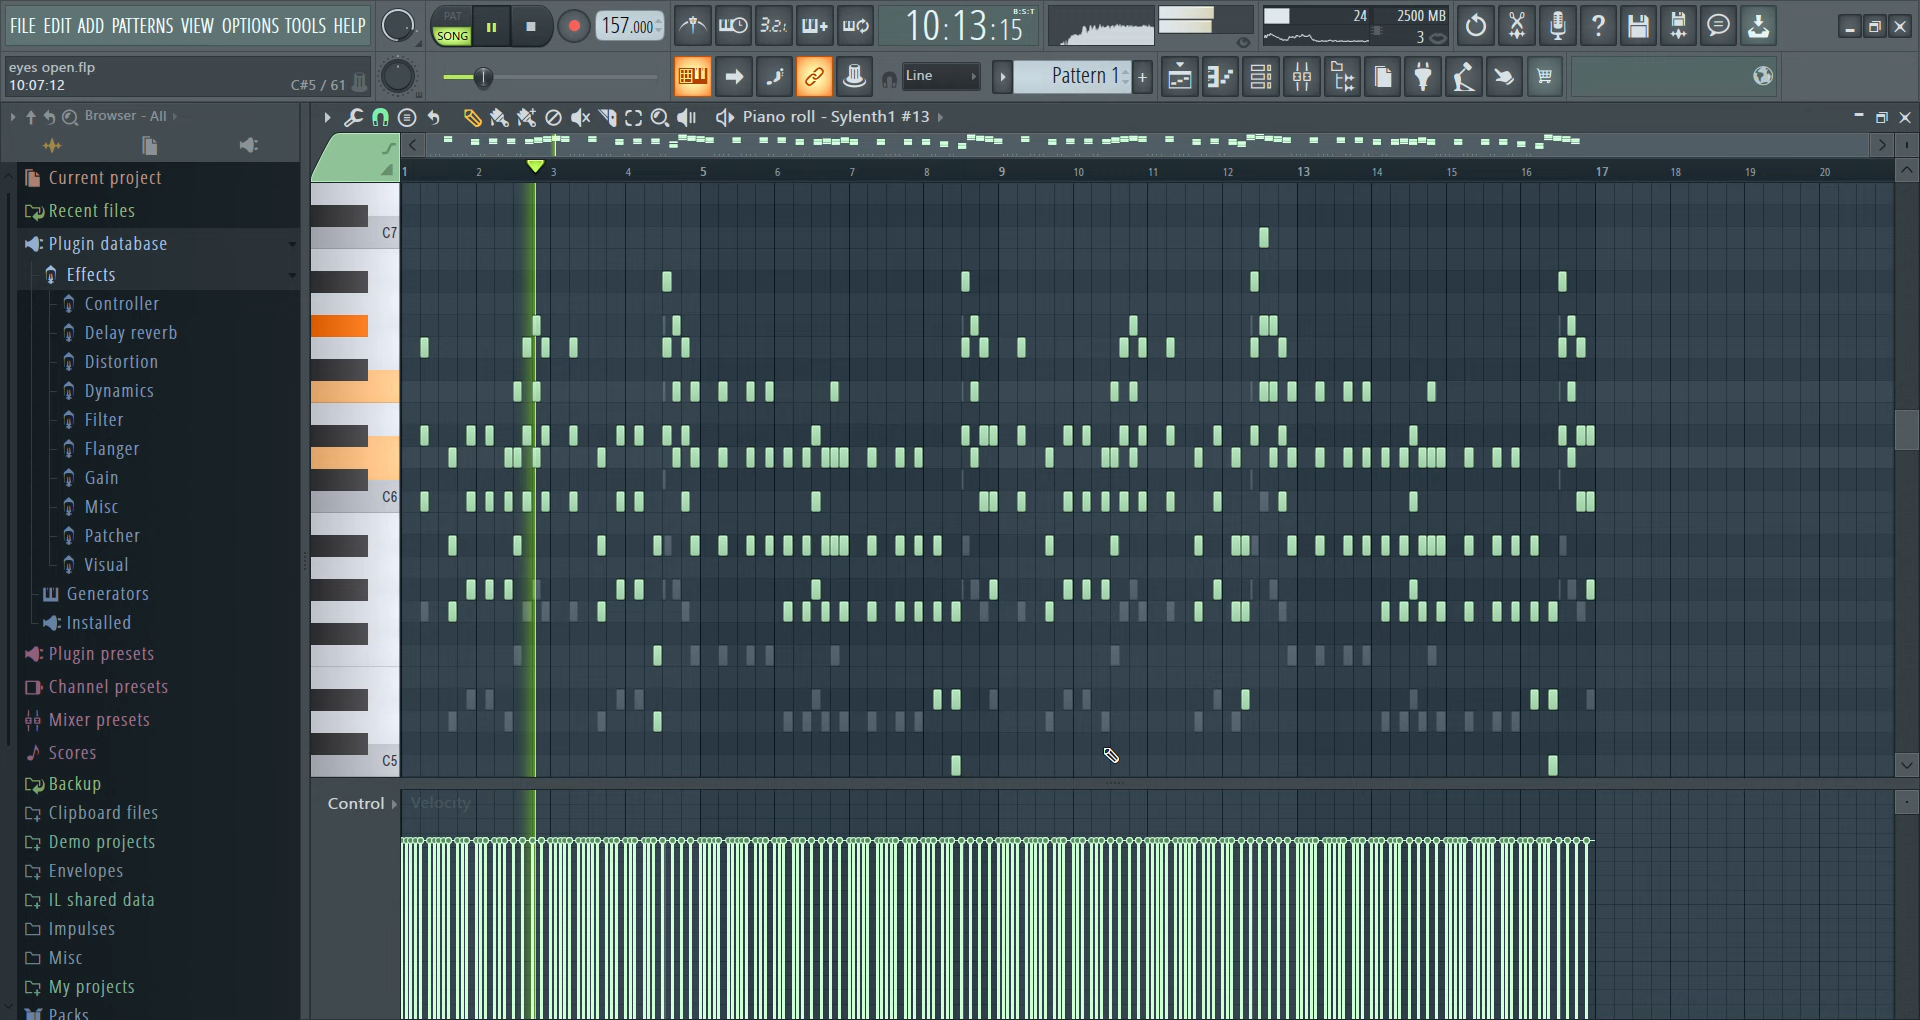 FILE EDIT ADD PATTERNS VIEW OPTIONS TOOLS HELP
PAT
SONG
157.000
3.2.
10:13:15
B:S:T
24
2500 MB
3
eyes open.flp
10:07:12
C#5 / 61
Line
Pattern 1
+
Browser - All
Piano roll - Sylenth1 #13
Current project
Recent files
Plugin database
Effects
Controller
Delay reverb
Distortion
Dynamics
Filter
Flanger
Gain
Misc
Patcher
Visual
Generators
Installed
Plugin presets
Channel presets
Mixer presets
Scores
Backup
Clipboard files
Demo projects
Envelopes
IL shared data
Impulses
Misc
My projects
Packs
1 2 3 4 5 6 7 8 9 10 11 12 13 14 15 16 17 18 19 20
C7
C6
C5
Control
Velocity